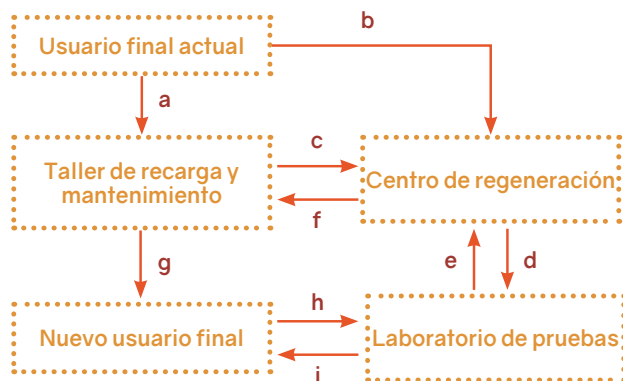 b
Usuario final actual
a
Taller de recarga y
mantenimiento
c
f
Centro de regeneración
g
e
d
Nuevo usuario final
h
i
Laboratorio de pruebas